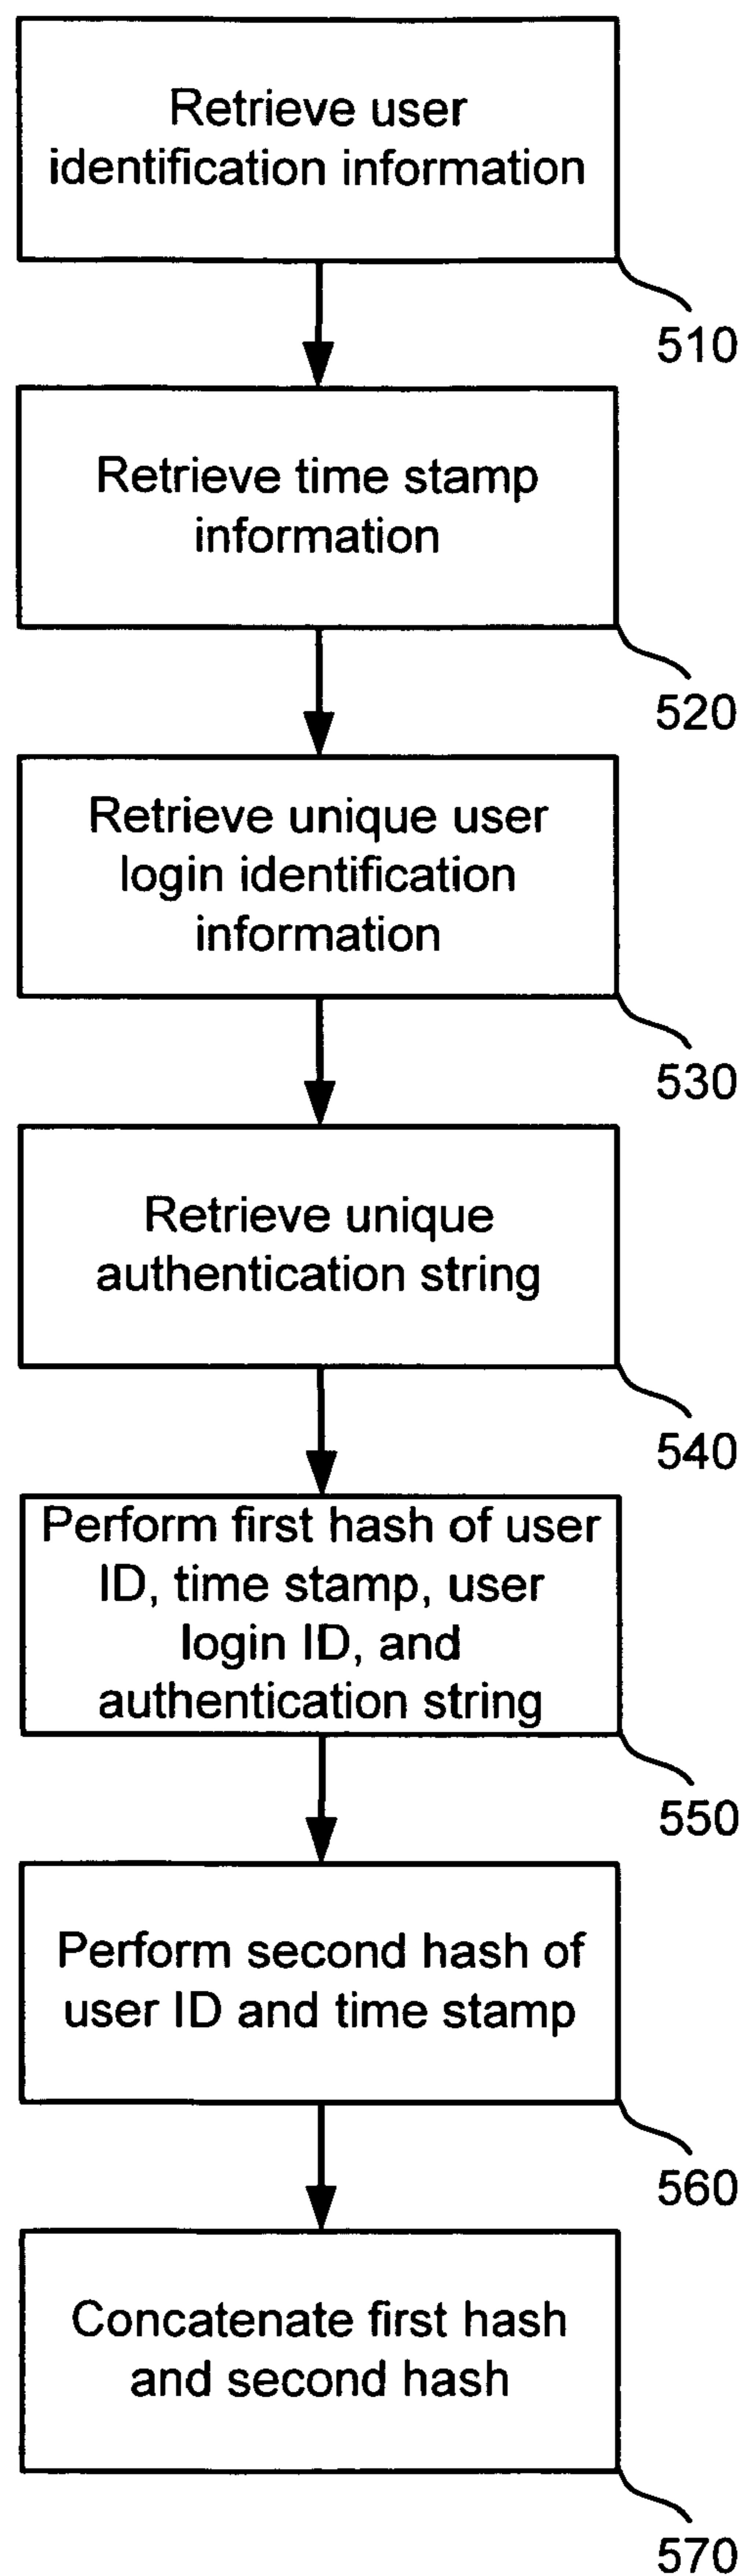 Retrieve user
identification information
510
Retrieve time stamp
information
520
Retrieve unique user
login identification
information
530
Retrieve unique
authentication string
540
Perform first hash of user
ID, time stamp, user
login ID, and
authentication string
550
Perform second hash of
user ID and time stamp
560
Concatenate first hash
and second hash
570